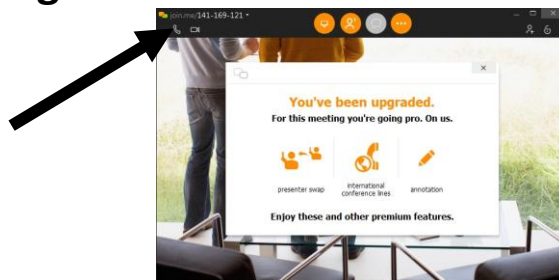 join.me/141-169-121
You've been upgraded.
For this meeting you're going pro. On us.
presenter swap
international
conference lines
annotation
Enjoy these and other premium features.